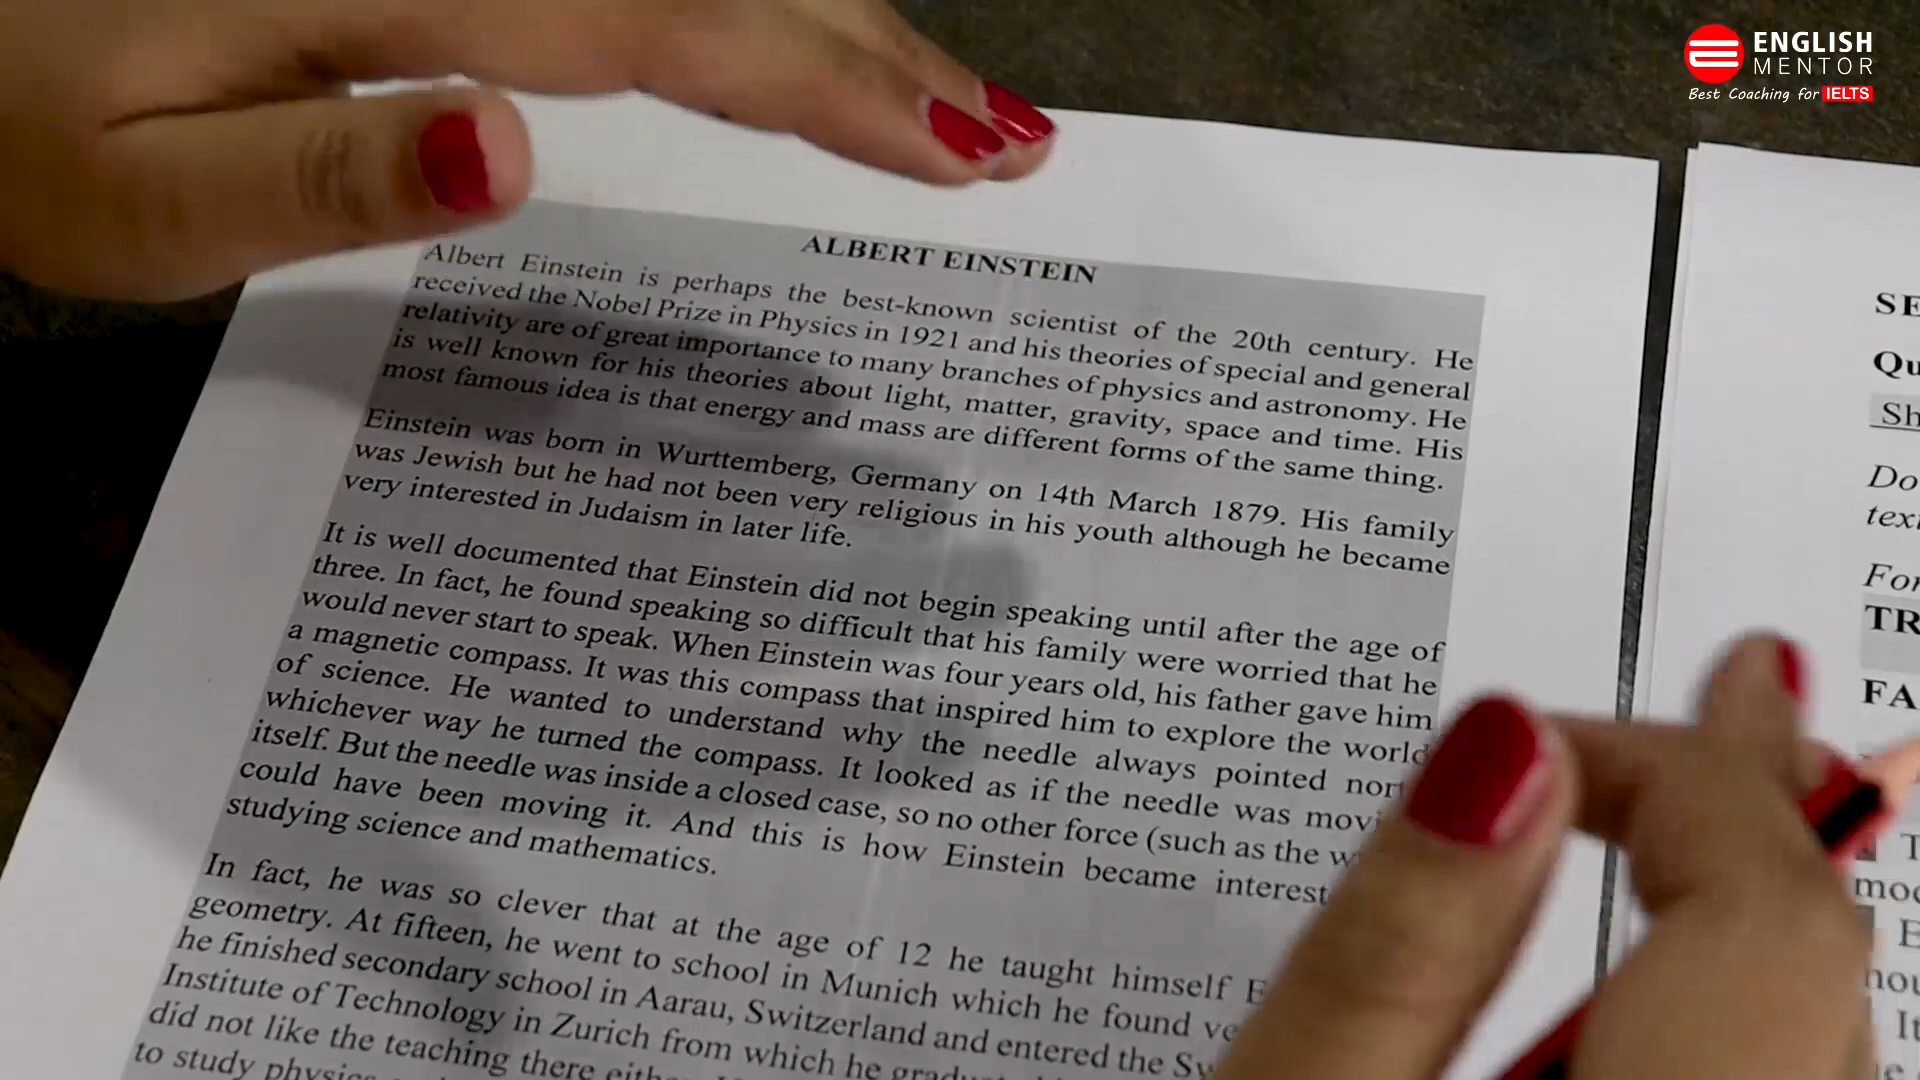 ENGLISH
MENTOR
Best Coaching for IELTS
ALBERT EINSTEIN
Albert Einstein is perhaps the best-known scientist of the 20th century. He
received the Nobel Prize in Physics in 1921 and his theories of special and general
relativity are of great importance to many branches of physics and astronomy. He
is well known for his theories about light, matter, gravity, space and time. His
most famous idea is that energy and mass are different forms of the same thing.
Einstein was born in Wurttemberg, Germany on 14th March 1879. His family
was Jewish but he had not been very religious in his youth although he became
very interested in Judaism in later life.
It is well documented that Einstein did not begin speaking until after the age of
three. In fact, he found speaking so difficult that his family were worried that he
would never start to speak. When Einstein was four years old, his father gave him
a magnetic compass. It was this compass that inspired him to explore the world
of science. He wanted to understand why the needle always pointed
whichever way he turned the compass. It looked as if the needle was
itself. But the needle was inside a closed case, so no other force (such as the
could have been moving it. And this is how Einstein became
studying science and mathematics.
In fact, he was so clever that at the age of 12 he taught himself
geometry. At fifteen, he went to school in Munich which he found
he finished secondary school in Aarau, Switzerland and entered the
Institute of Technology in Zurich from which he
did not like the teaching there
to study